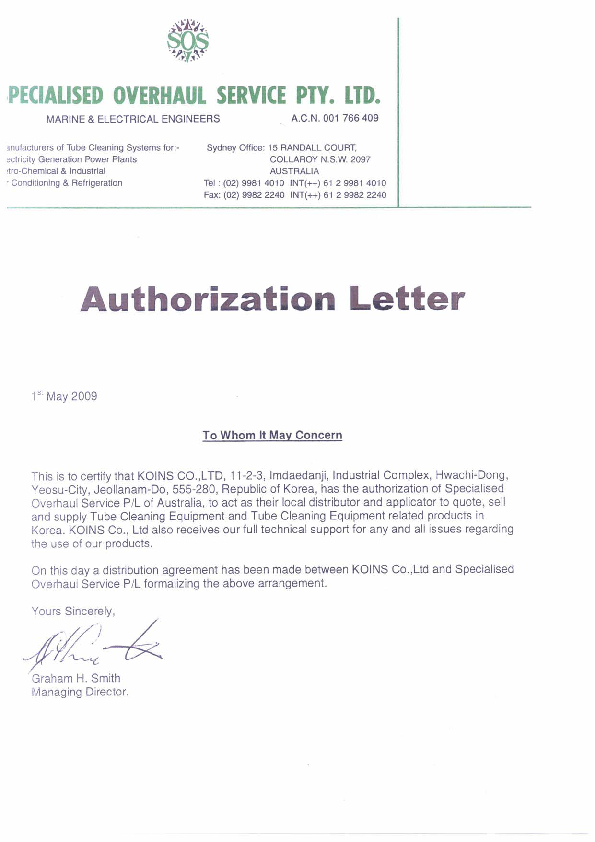 SOS
PECIALISED OVERHAUL SERVICE PTY. LTD.
MARINE & ELECTRICAL ENGINEERS A.C.N. 001 766 409
anufacturers of Tube Cleaning Systems for:-
ectricity Generation Power Plants
etro-Chemical & Industrial
r Conditioning & Refrigeration
Sydney Office: 15 RANDALL COURT,
COLLAROY N.S.W. 2097
AUSTRALIA
Tel : (02) 9981 4010 INT(++) 61 2 9981 4010
Fax: (02) 9982 2240 INT(++) 61 2 9982 2240
Authorization Letter
1st May 2009
To Whom It May Concern
This is to certify that KOINS CO.,LTD, 11-2-3, Imdaedanji, Industrial Complex, Hwachi-Dong,
Yeosu-City, Jeollanam-Do, 555-280, Republic of Korea, has the authorization of Specialised
Overhaul Service P/L of Australia, to act as their local distributor and applicator to quote, sell
and supply Tube Cleaning Equipment and Tube Cleaning Equipment related products in
Korea. KOINS Co., Ltd also receives our full technical support for any and all issues regarding
the use of our products.
On this day a distribution agreement has been made between KOINS Co.,Ltd and Specialised
Overhaul Service P/L formalizing the above arrangement.
Yours Sincerely,
Graham H. Smith
Managing Director.